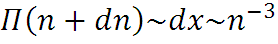 Π(n + dn)~dx~n⁻³